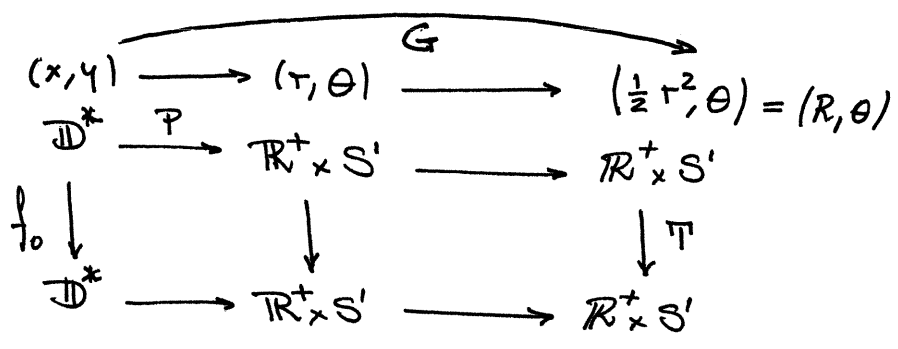 G
(x,y) → (r,θ) → (½ r², θ) = (R,θ)
𝔻* P → ℝ⁺ × S¹ → ℝ⁺ × S¹
f₀ ↓ ↓ ↓ T
𝔻* → ℝ⁺ × S¹ → ℝ⁺ × S¹